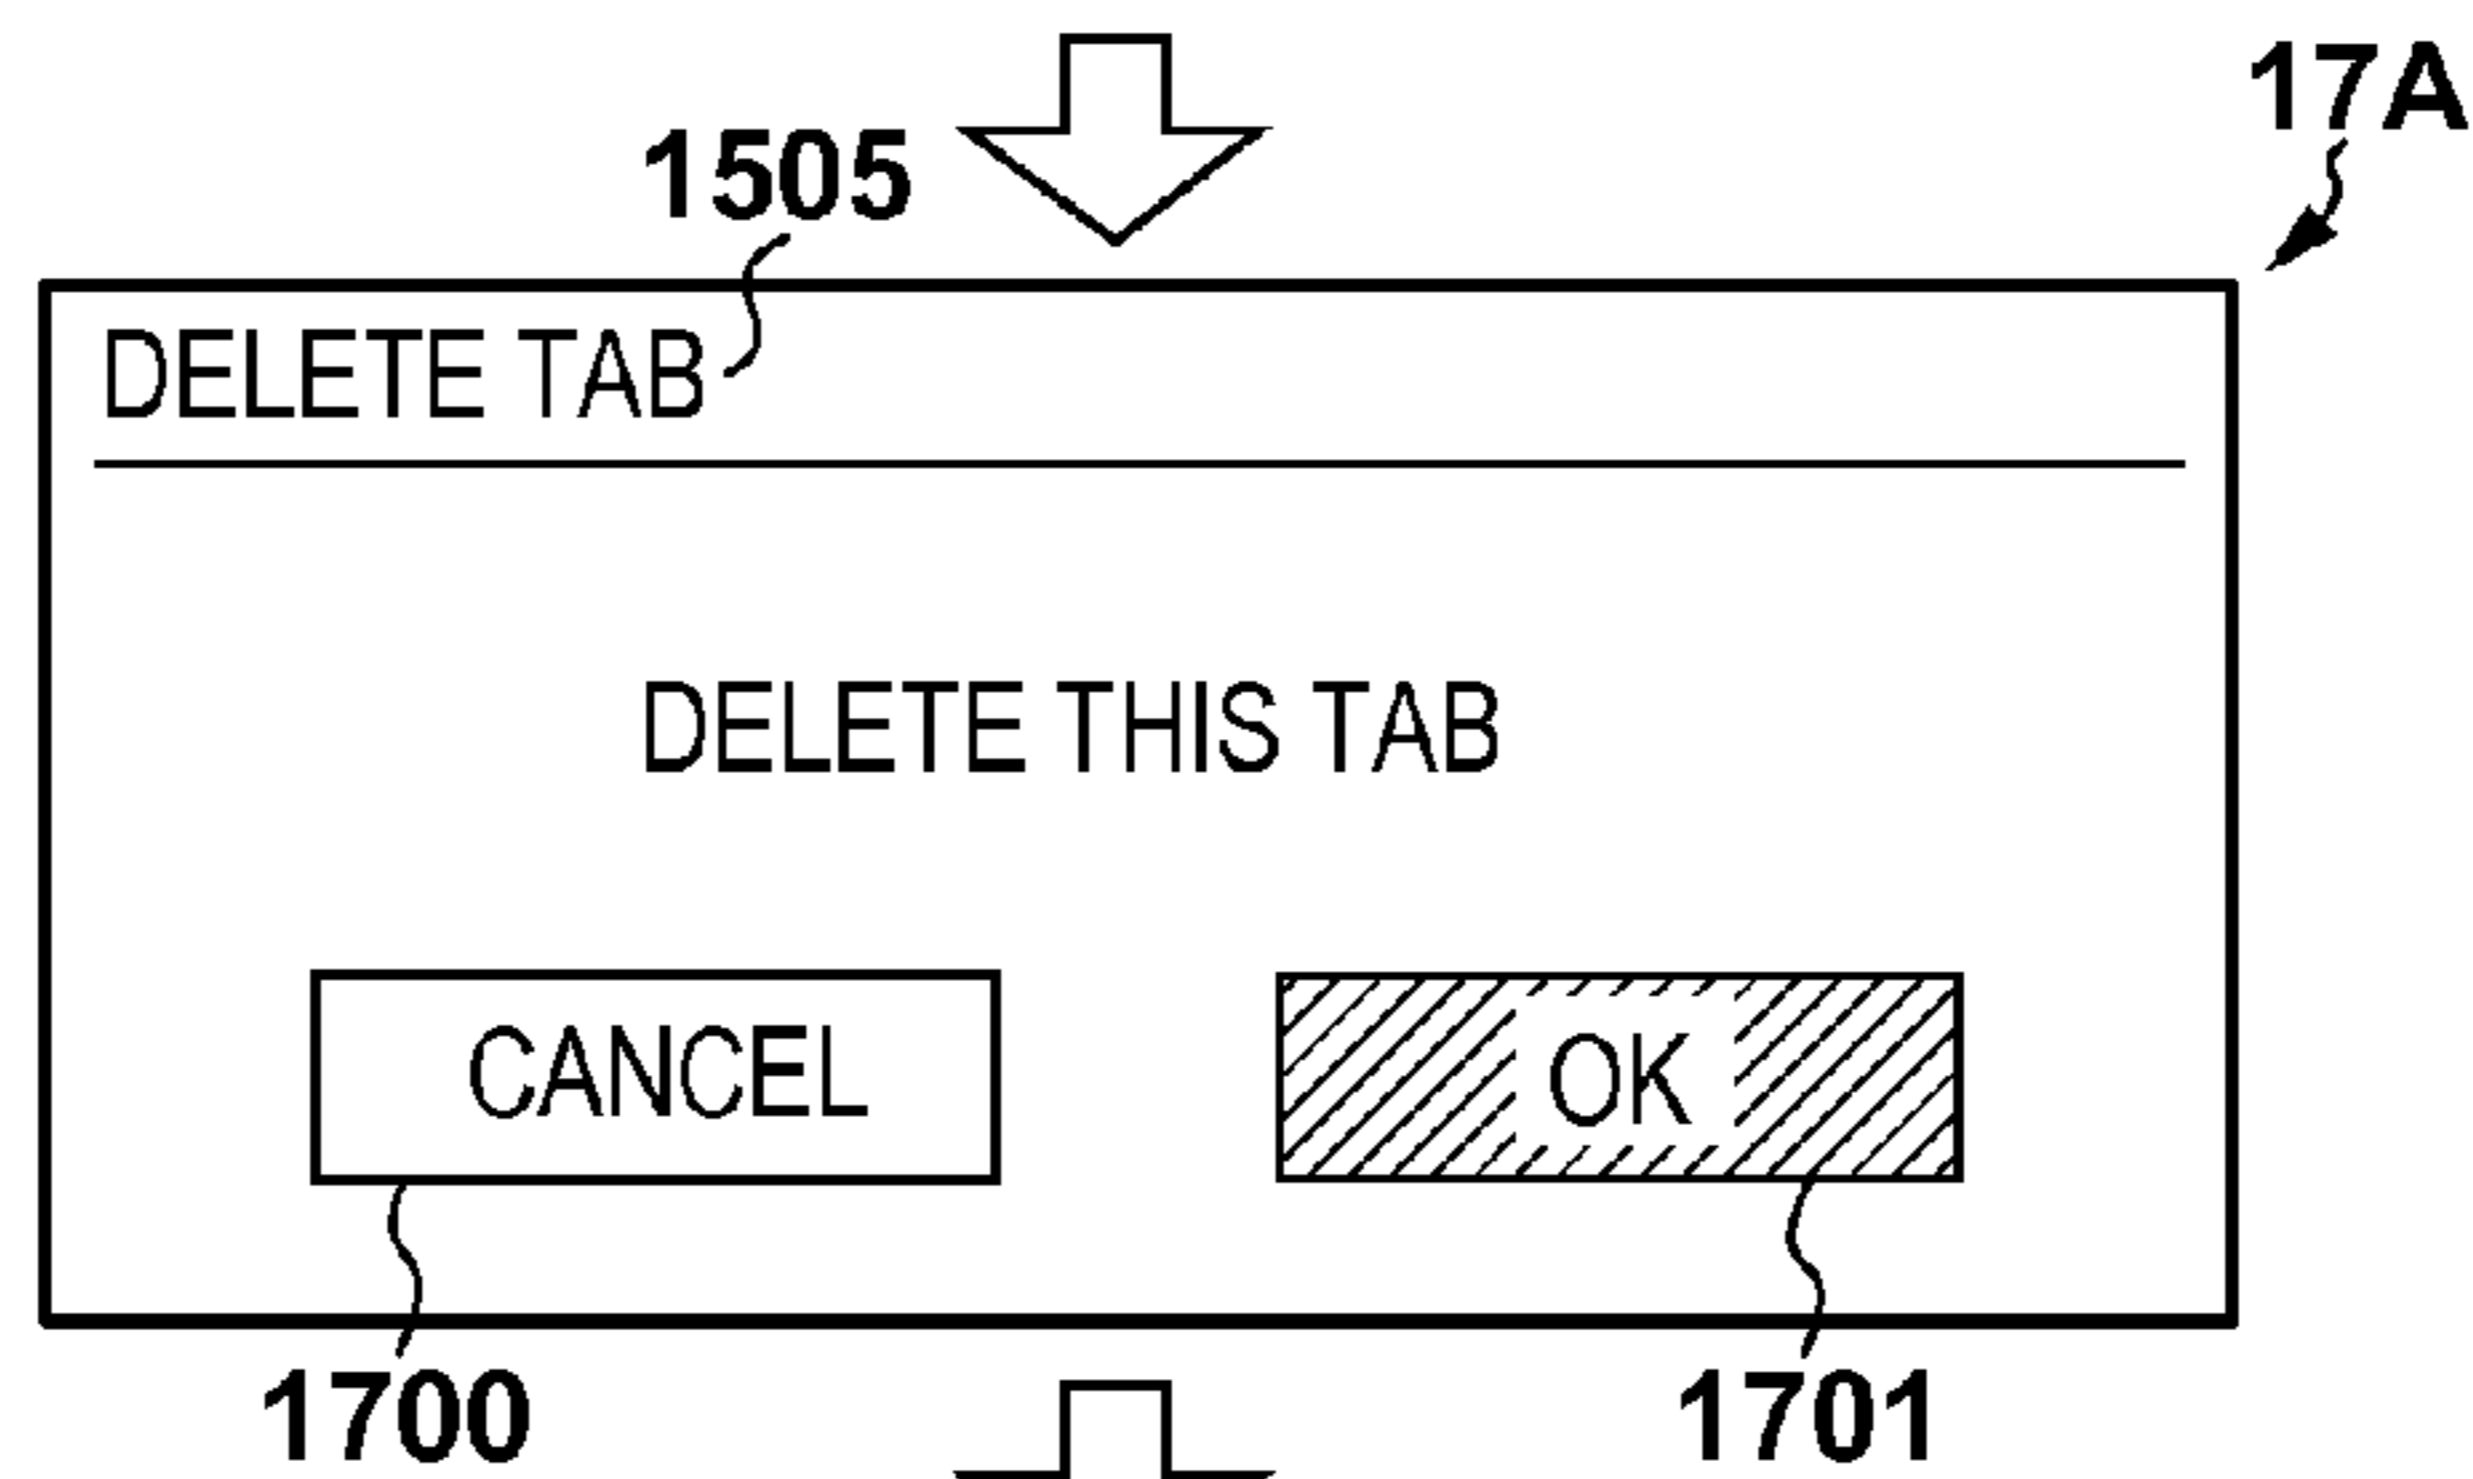 17A
1505
DELETE TAB
DELETE THIS TAB
CANCEL
OK
1700
1701